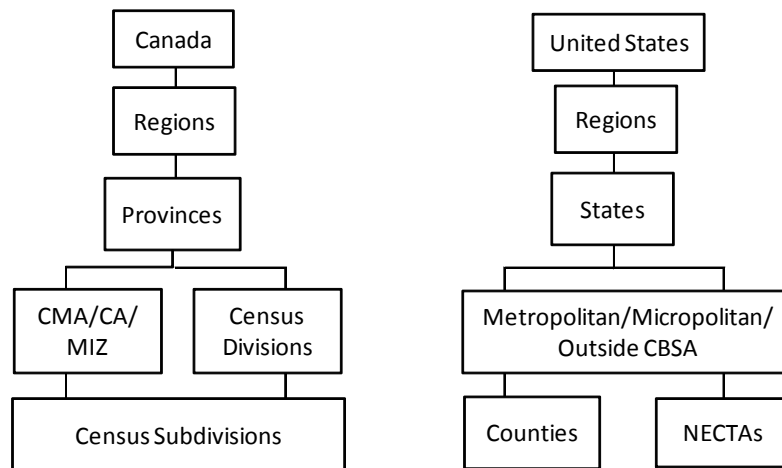 Canada
Regions
Provinces
CMA/CA/
MIZ
Census
Divisions
Census Subdivisions
United States
Regions
States
Metropolitan/Micropolitan/
Outside CBSA
Counties
NECTAs